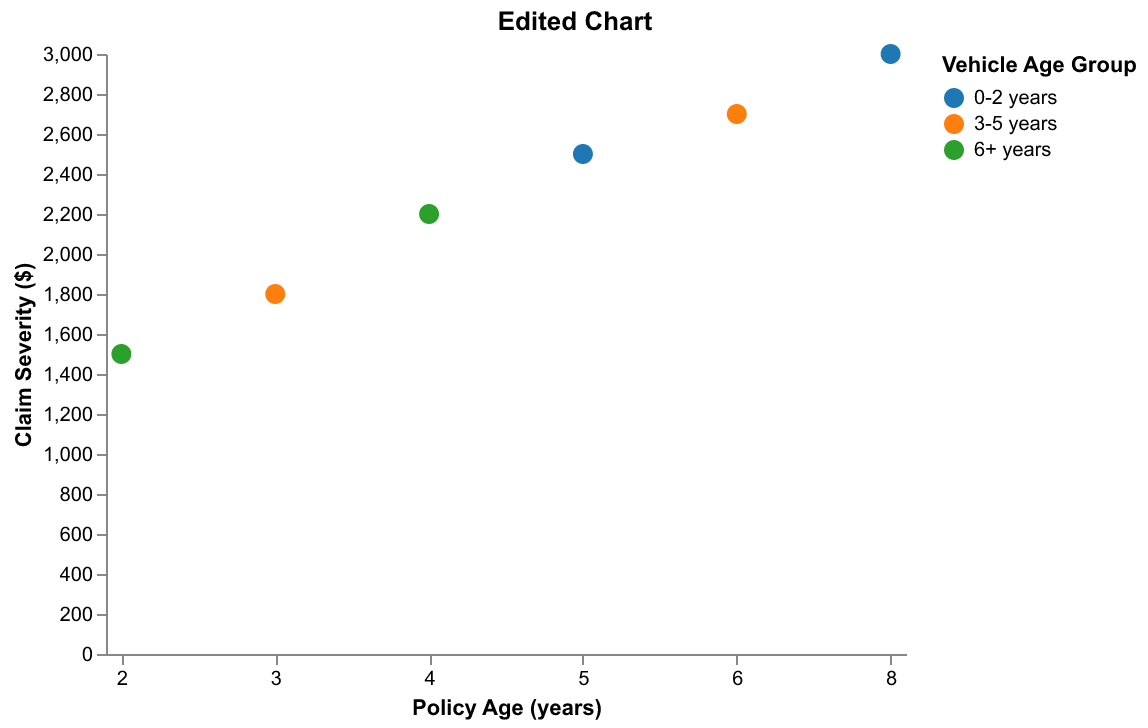 Edited Chart
3,000
2,800
2,600
2,400
2,200
2,000
1,800
1,600
1,400
1,200
1,000
800
600
400
200
0
Claim Severity ($)
2 3 4 5 6 8
Policy Age (years)
Vehicle Age Group
0-2 years
3-5 years
6+ years